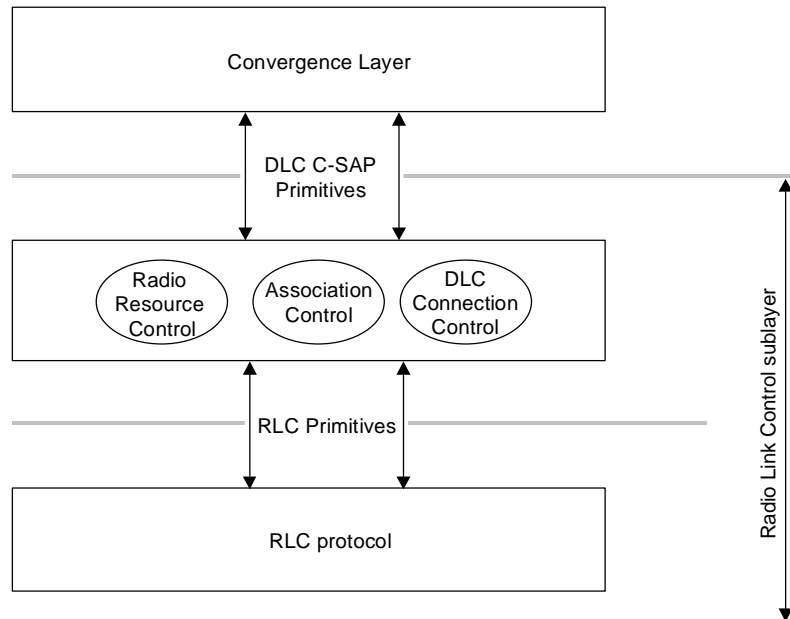 Convergence Layer
DLC C-SAP
Primitives
Radio
Resource
Control
Association
Control
DLC
Connection
Control
RLC Primitives
RLC protocol
Radio Link Control sublayer